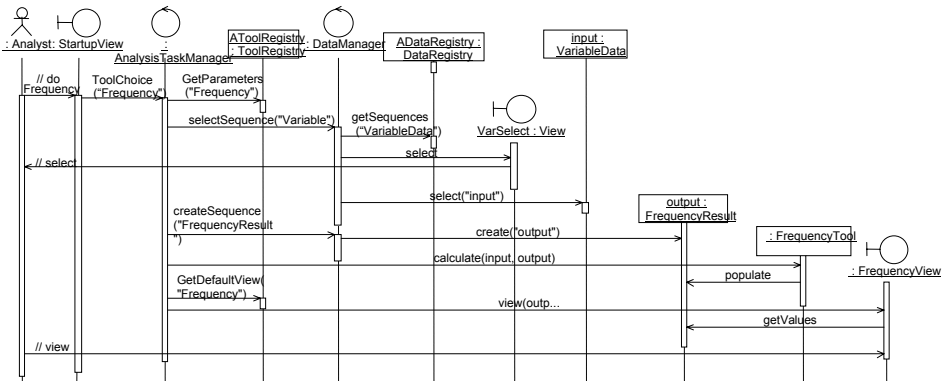 : Analyst
: StartupView
:
AnalysisTaskManager
AToolRegistry
: ToolRegistry
: DataManager
ADataRegistry :
DataRegistry
input :
VariableData
// do
Frequency
ToolChoice
("Frequency")
GetParameters
("Frequency")
selectSequence("Variable")
getSequences
("VariableData")
VarSelect : View
select
// select
select("input")
output :
FrequencyResult
createSequence
("FrequencyResult
")
create("output")
: FrequencyTool
calculate(input, output)
: FrequencyView
populate
GetDefaultView(
"Frequency")
view(outp...
getValues
// view